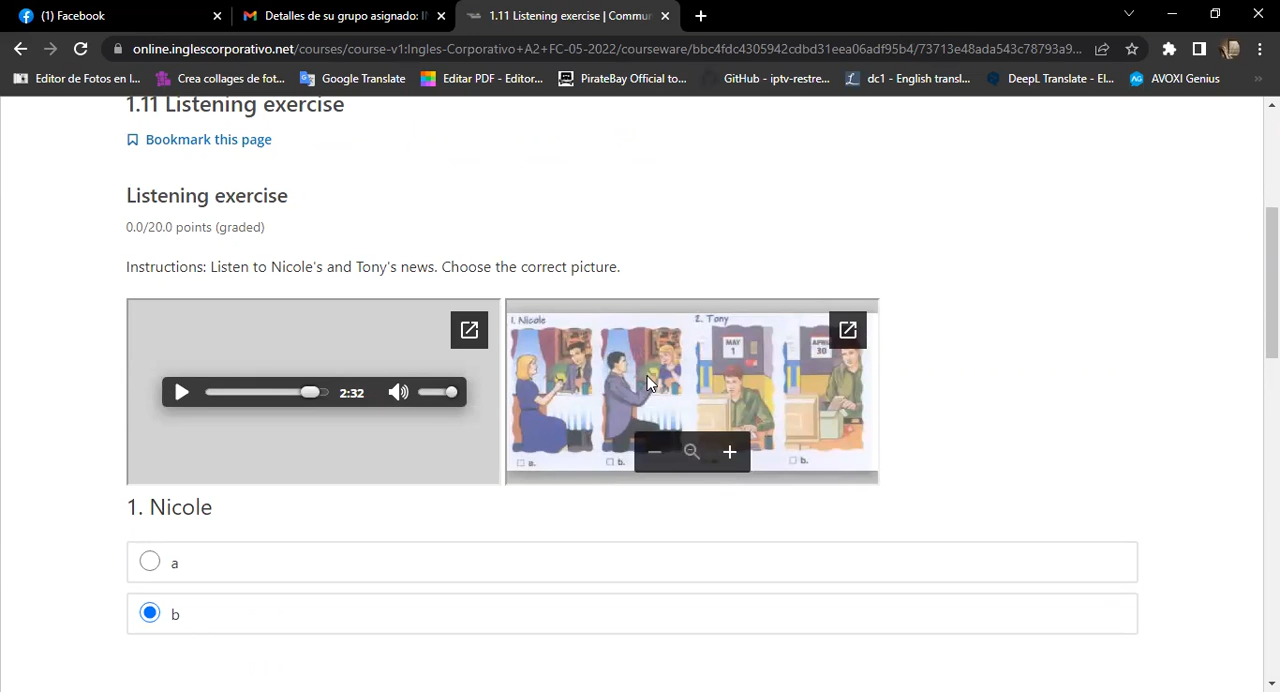 (1) Facebook
Detalles de su grupo asignado: I
1.11 Listening exercise | Commu
online.inglescorporativo.net/courses/course-v1:Ingles-Corporativo+A2+FC-05-2022/courseware/bbc4fdc4305942cdbd31eea06adf95b4/73713e48ada543c78793a9...
Editor de Fotos en l...
Crea collages de fot...
Google Translate
Editar PDF - Editor...
PirateBay Official to...
GitHub - iptv-restre...
dc1 - English transl...
DeepL Translate - El...
AVOXI Genius
1.11 Listening exercise
Bookmark this page
Listening exercise
0.0/20.0 points (graded)
Instructions: Listen to Nicole's and Tony's news. Choose the correct picture.
2:32
1. Nicole
2. Tony
MAY
1
APRIL
30
a.
b.
b.
1. Nicole
a
b